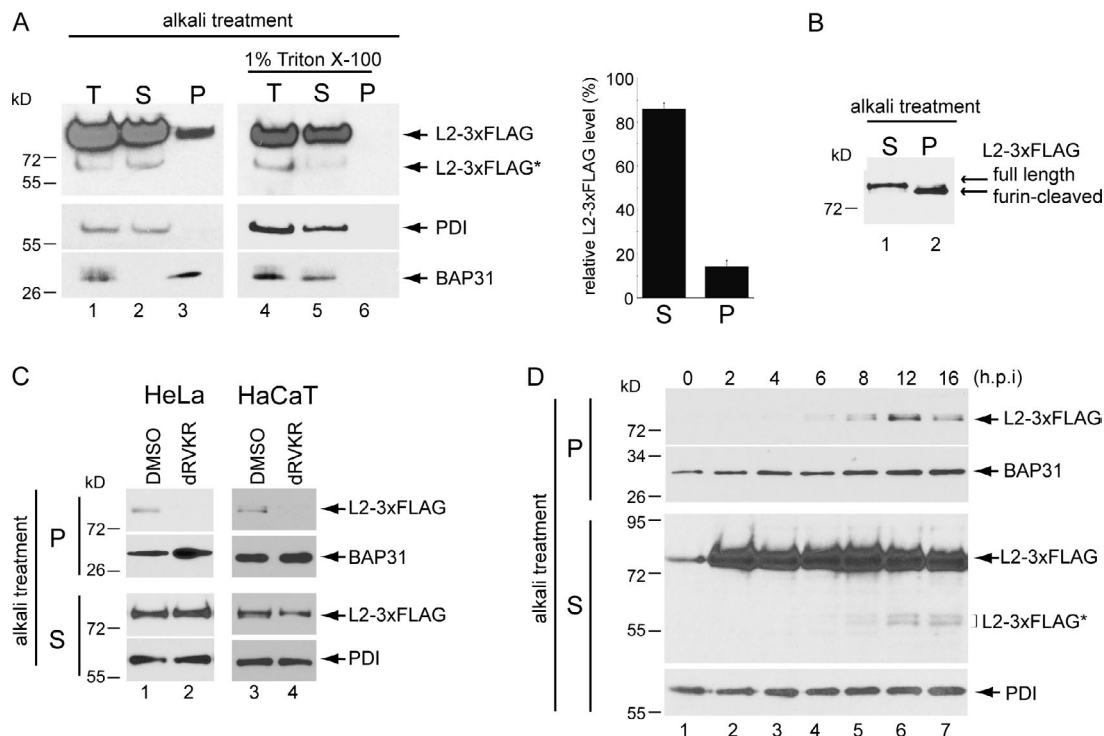 A
alkali treatment
1% Triton X-100
kD
T S P T S P
L2-3xFLAG
72
L2-3xFLAG*
55
PDI
55
BAP31
26
1 2 3 4 5 6
relative L2-3xFLAG level (%)
100
80
60
40
20
0
S P
B
alkali treatment
kD
S P
L2-3xFLAG
full length
furin-cleaved
72
1 2
C
HeLa HaCaT
DMSO dRVKR DMSO dRVKR
kD
alkali treatment
P
L2-3xFLAG
72
BAP31
26
S
L2-3xFLAG
72
PDI
55
1 2 3 4
D
kD
0 2 4 6 8 12 16 (h.p.i)
alkali treatment
P
L2-3xFLAG
72
34
BAP31
26
S
95
L2-3xFLAG
72
L2-3xFLAG*
55
PDI
55
1 2 3 4 5 6 7